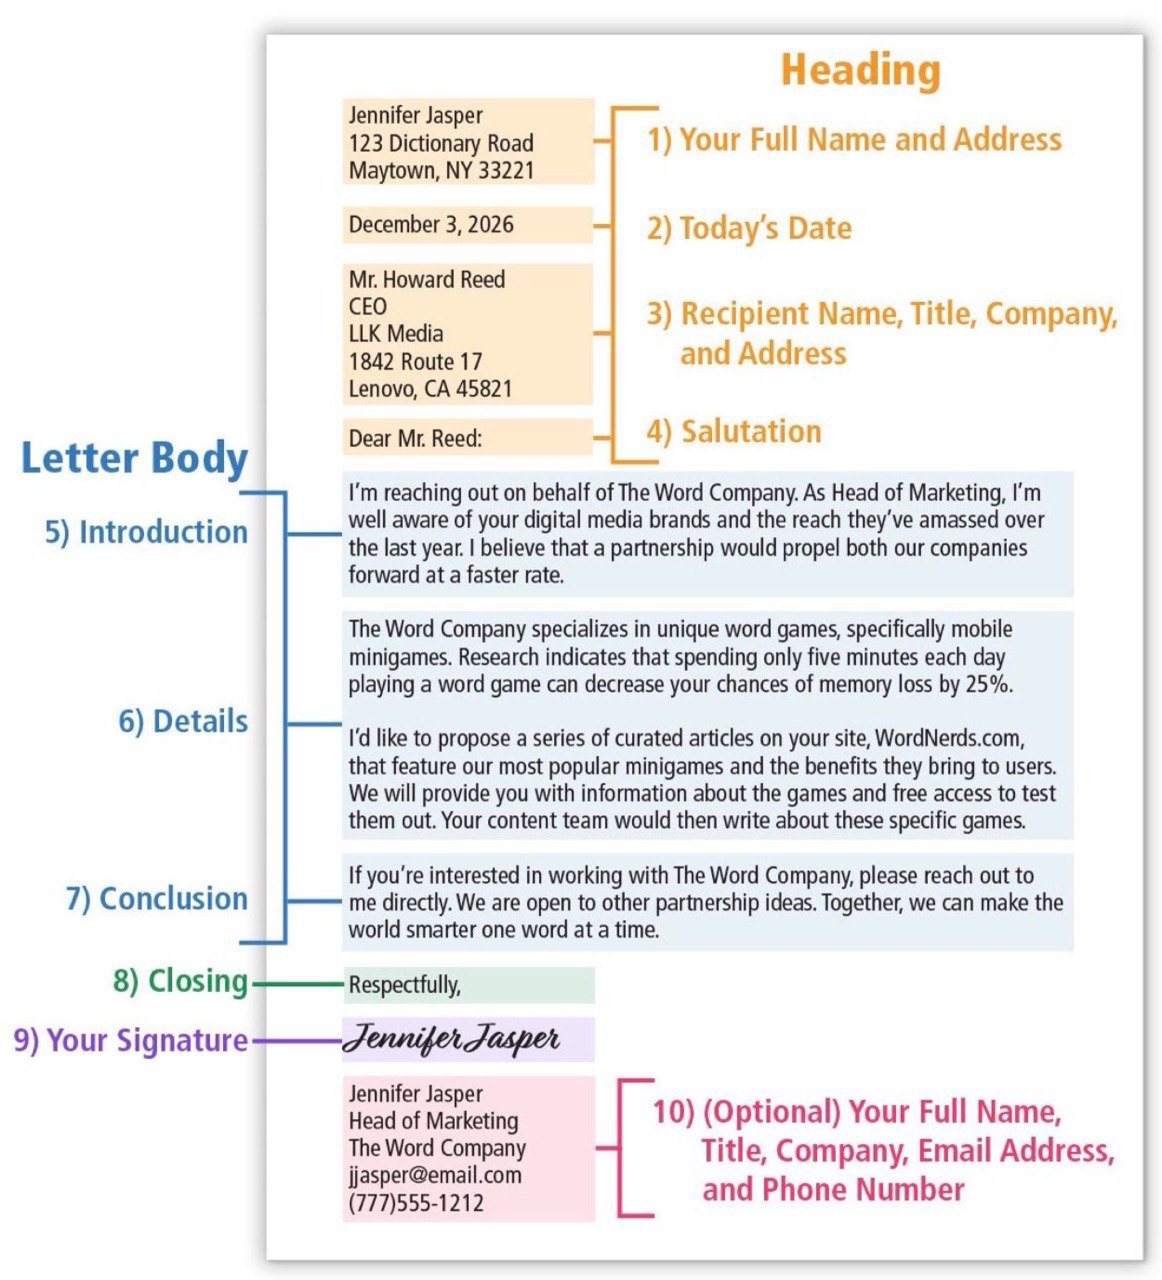 Heading
Jennifer Jasper
123 Dictionary Road
Maytown, NY 33221
1) Your Full Name and Address
December 3, 2026
2) Today's Date
Mr. Howard Reed
CEO
LLK Media
1842 Route 17
Lenovo, CA 45821
3) Recipient Name, Title, Company,
and Address
Dear Mr. Reed:
4) Salutation
Letter Body
5) Introduction
I'm reaching out on behalf of The Word Company. As Head of Marketing, I'm
well aware of your digital media brands and the reach they've amassed over
the last year. I believe that a partnership would propel both our companies
forward at a faster rate.
6) Details
The Word Company specializes in unique word games, specifically mobile
minigames. Research indicates that spending only five minutes each day
playing a word game can decrease your chances of memory loss by 25%.
I'd like to propose a series of curated articles on your site, WordNerds.com,
that feature our most popular minigames and the benefits they bring to users.
We will provide you with information about the games and free access to test
them out. Your content team would then write about these specific games.
7) Conclusion
If you're interested in working with The Word Company, please reach out to
me directly. We are open to other partnership ideas. Together, we can make the
world smarter one word at a time.
8) Closing
Respectfully,
9) Your Signature
Jennifer Jasper
Jennifer Jasper
Head of Marketing
The Word Company
jjasper@email.com
(777)555-1212
10) (Optional) Your Full Name,
Title, Company, Email Address,
and Phone Number